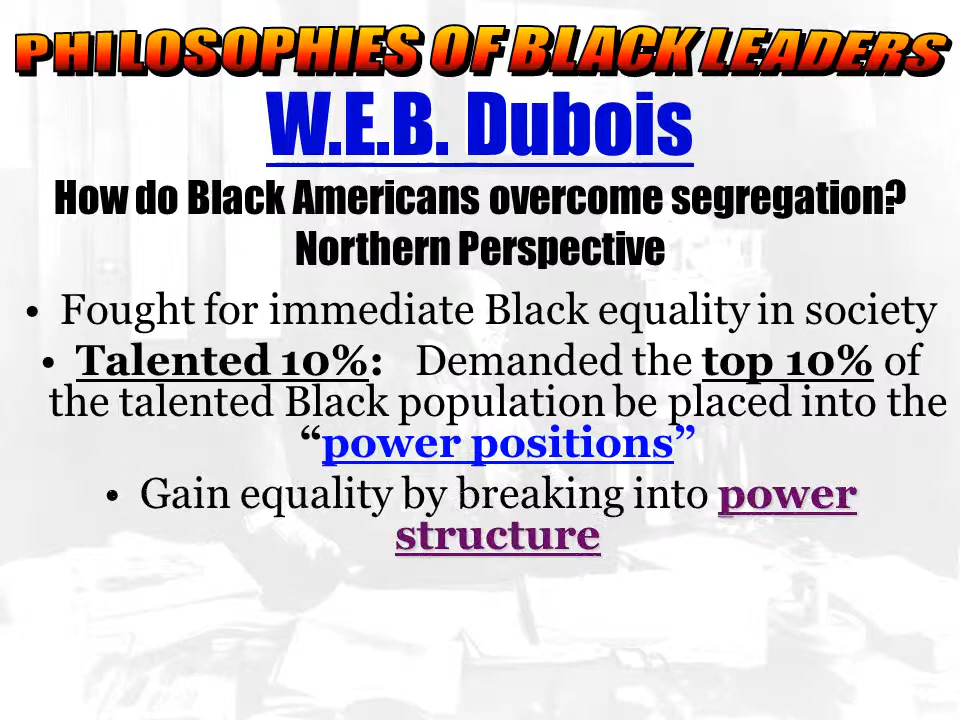 PHILOSOPHIES OF BLACK LEADERS
W.E.B. Dubois
How do Black Americans overcome segregation?
Northern Perspective
• Fought for immediate Black equality in society
• Talented 10%: Demanded the top 10% of
the talented Black population be placed into the
“power positions”
• Gain equality by breaking into power
structure